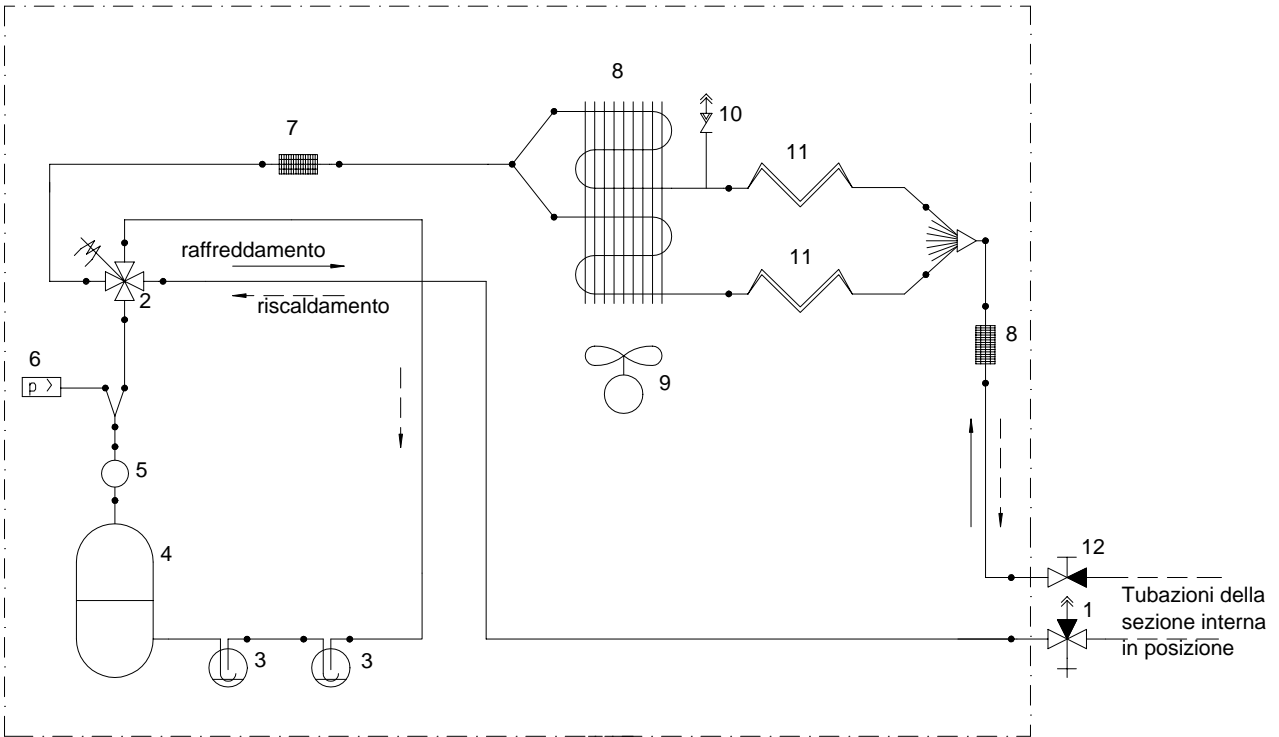 8
10
7
11
raffreddamento
11
2
riscaldamento
8
6
p >
9
5
4
12
Tubazioni della
1
sezione interna
in posizione
3
3